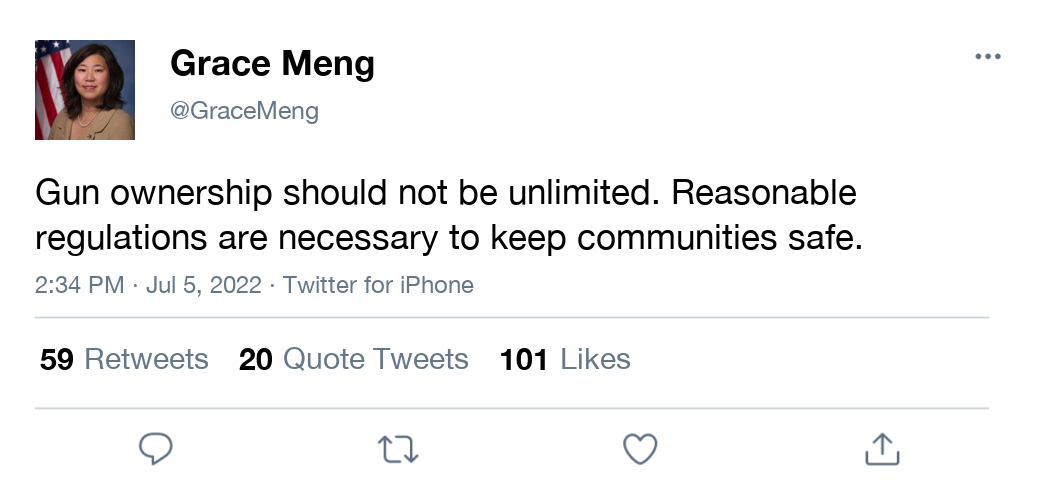 Grace Meng
@GraceMeng
Gun ownership should not be unlimited. Reasonable
regulations are necessary to keep communities safe.
2:34 PM · Jul 5, 2022 · Twitter for iPhone
59 Retweets 20 Quote Tweets 101 Likes